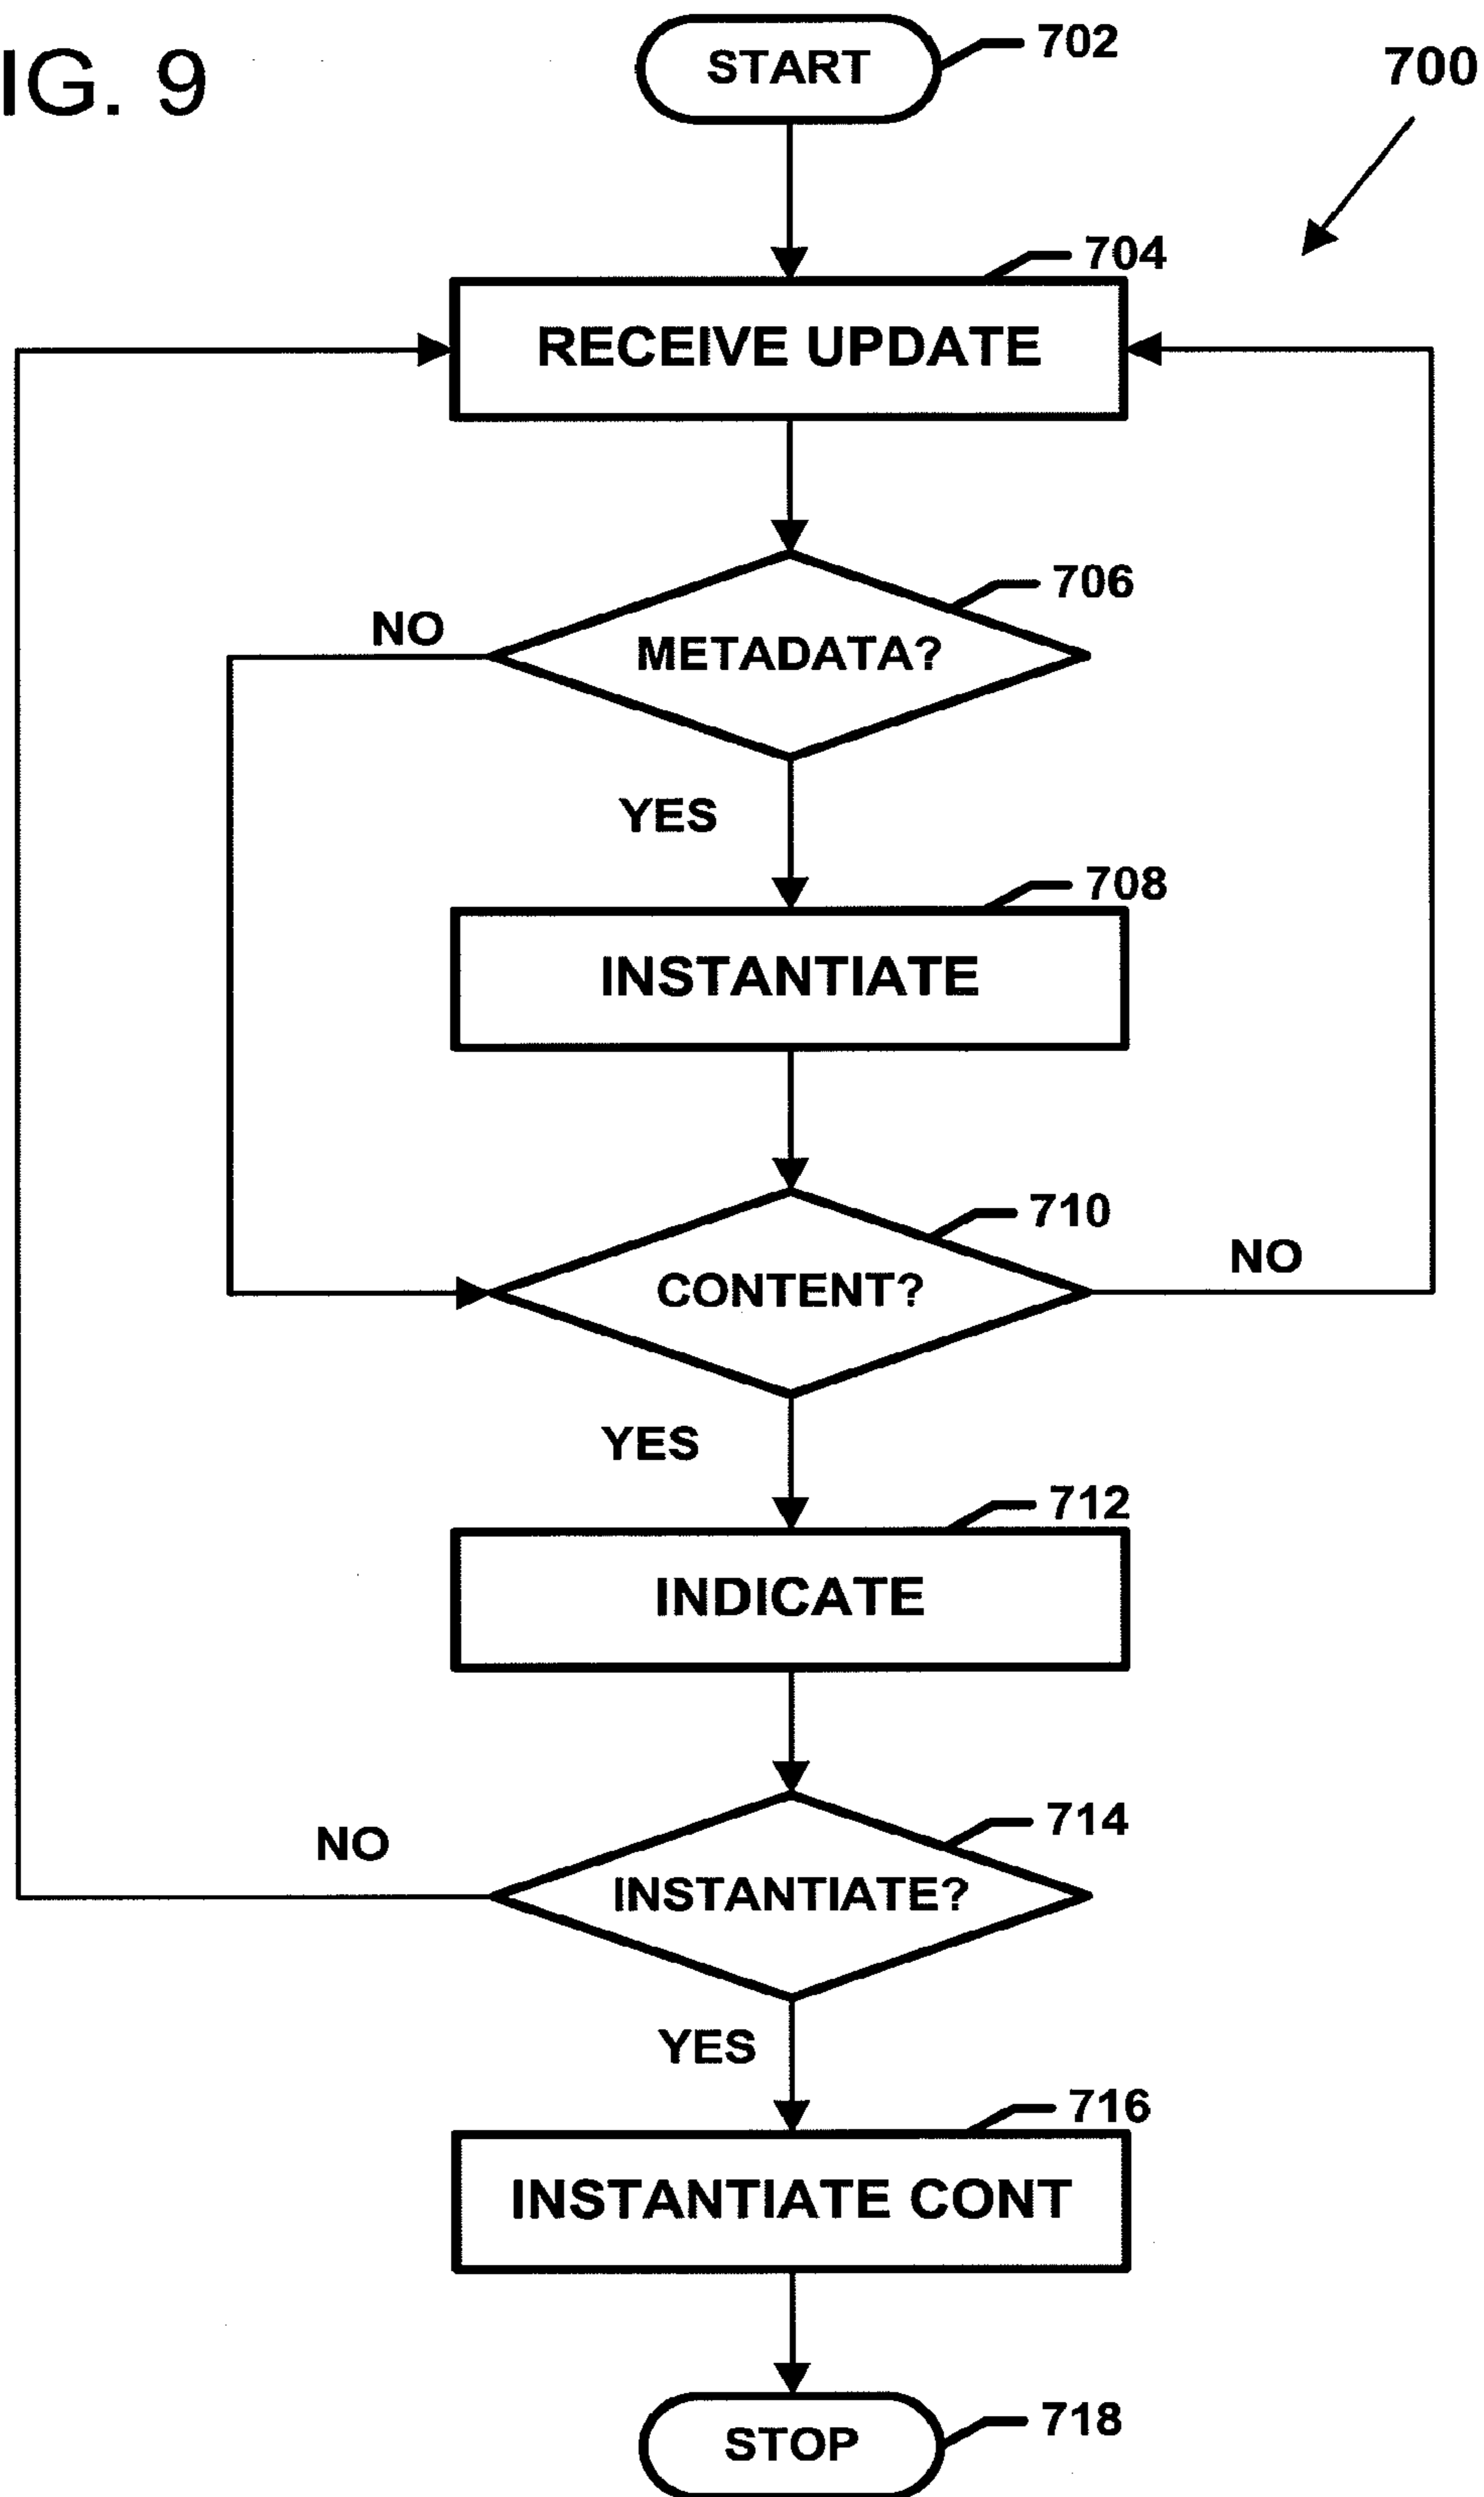 IG. 9
START
702
700
704
RECEIVE UPDATE
706
NO
METADATA?
YES
708
INSTANTIATE
710
NO
CONTENT?
YES
712
INDICATE
714
NO
INSTANTIATE?
YES
716
INSTANTIATE CONT
718
STOP